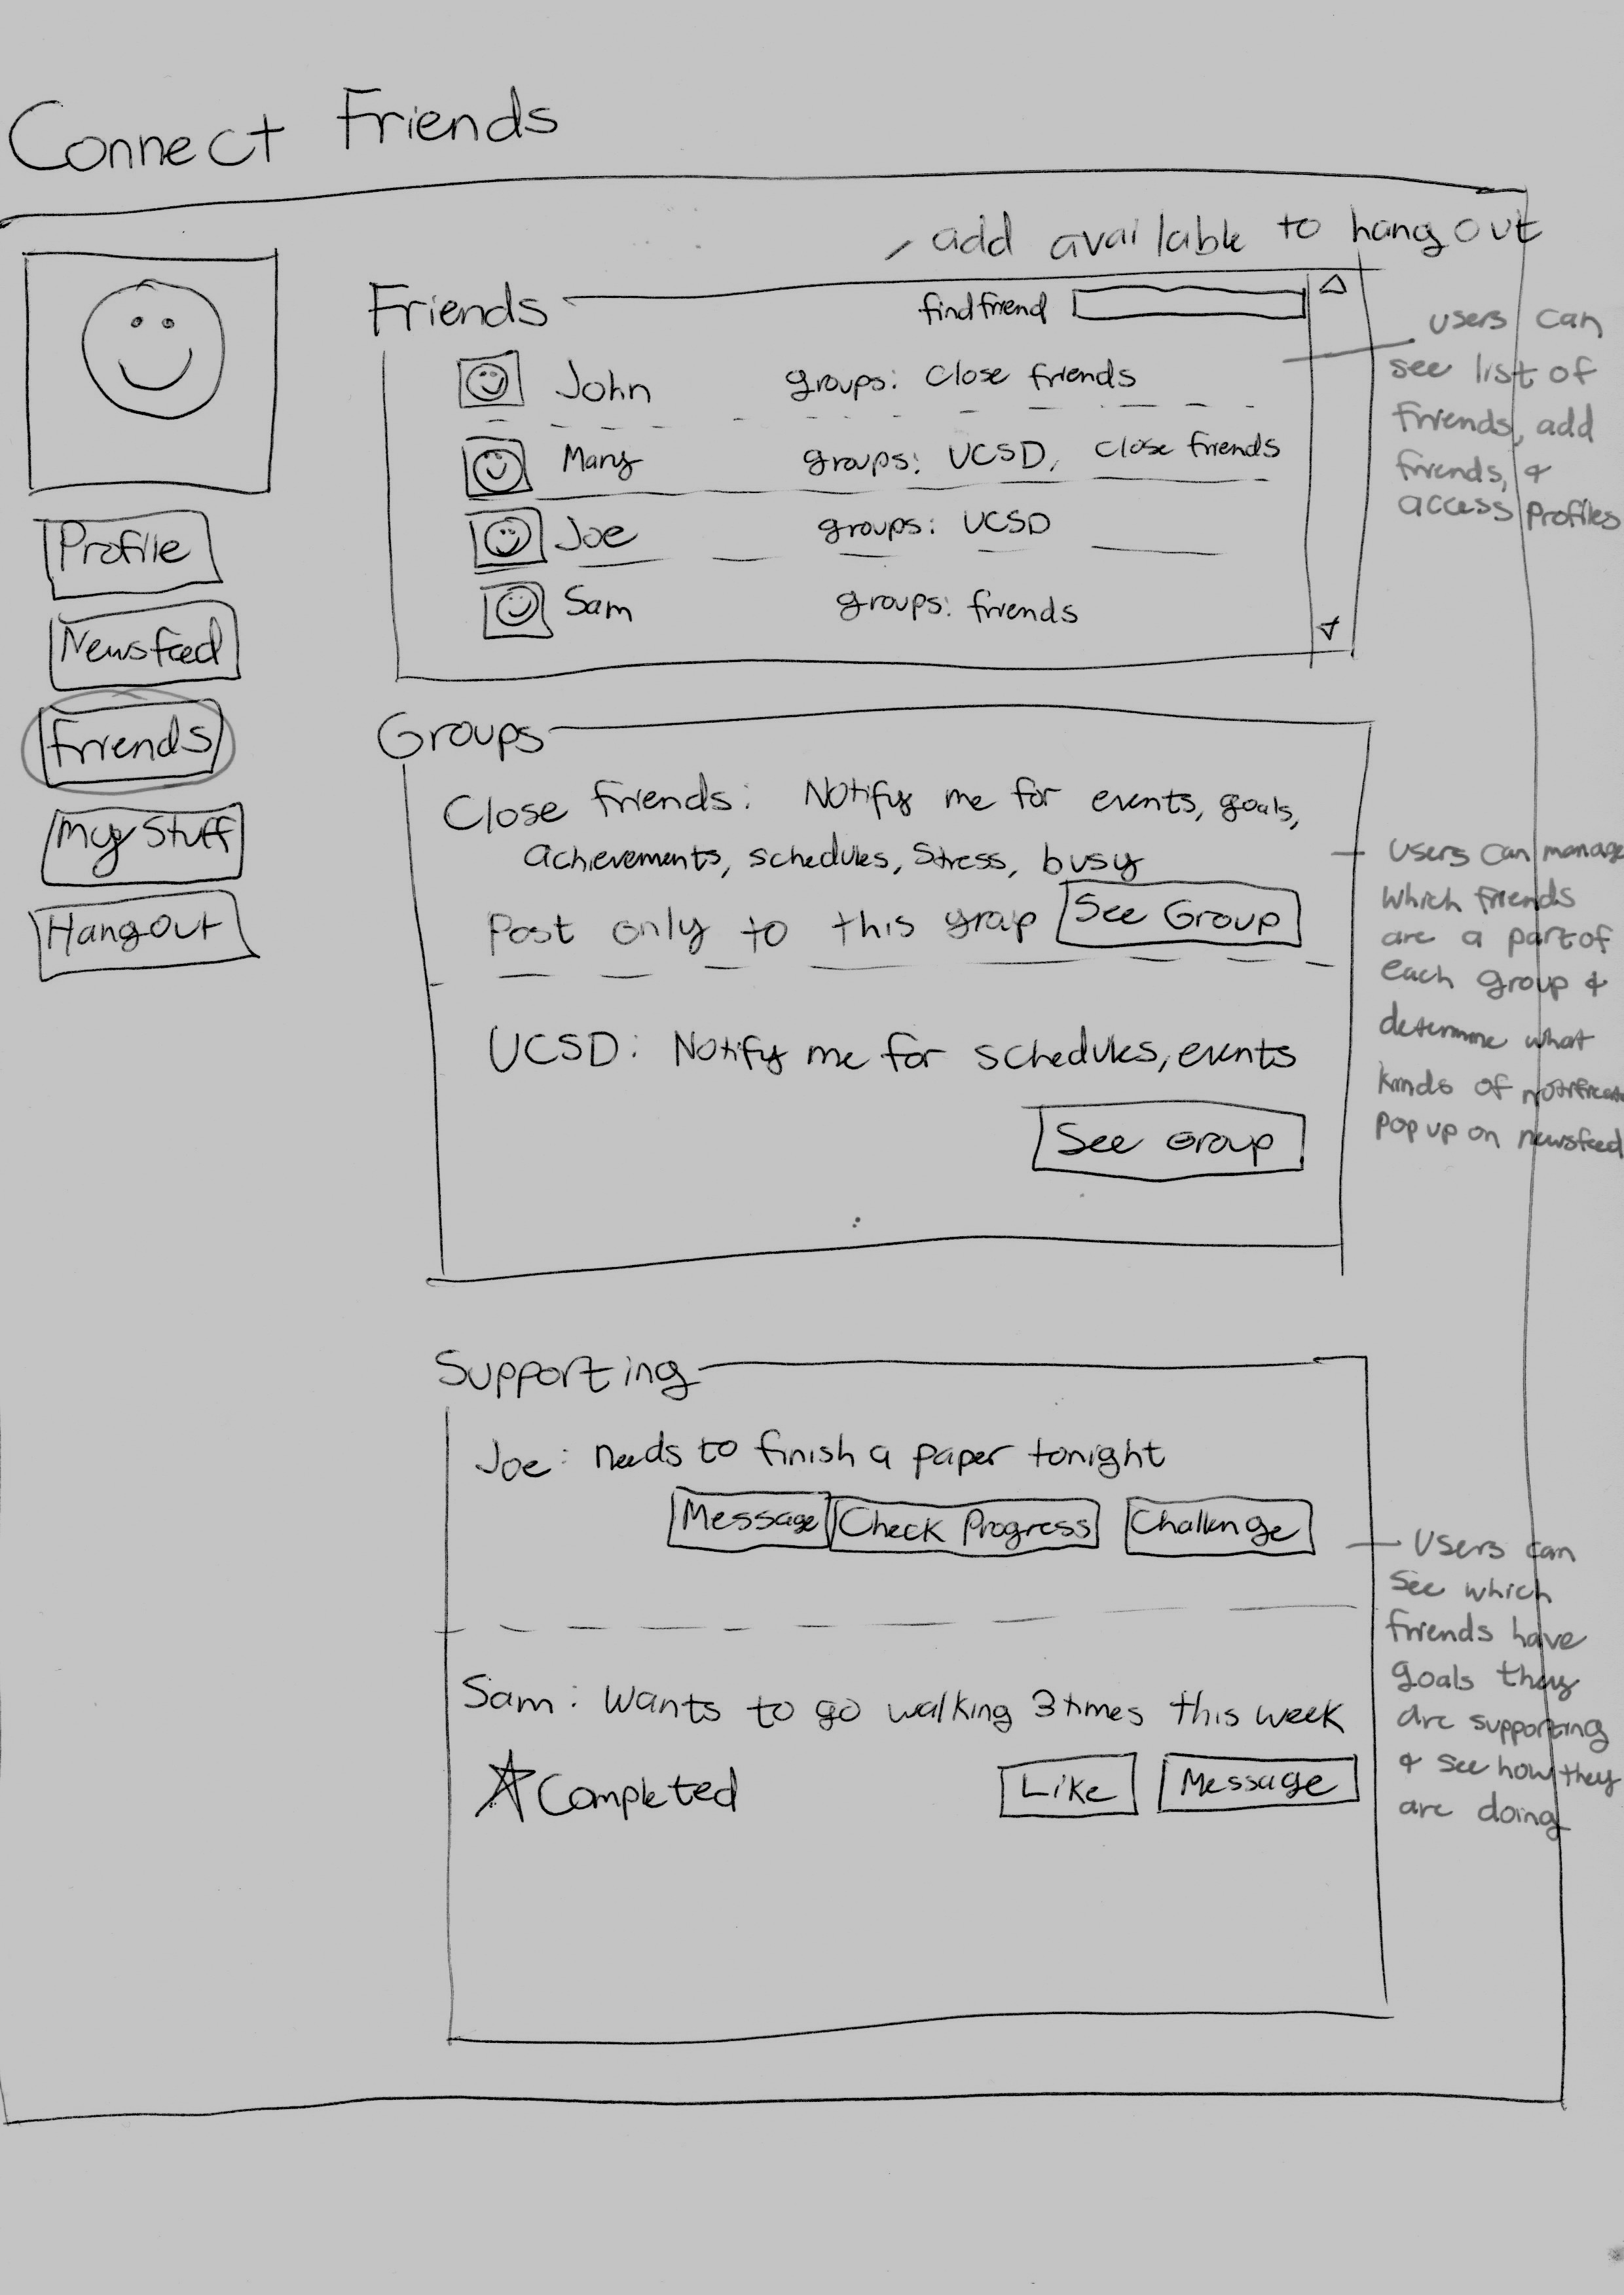 Connect Friends
add available to hangout
Profile
Newsfeed
Friends
My Stuff
Hangout
Friends
find friend
John groups: Close friends
Mary groups: UCSD, Close friends
Joe groups: UCSD
Sam groups: friends
users can
see list of
friends, add
friends, &
access profiles
Groups
Close friends: Notify me for events, goals,
achievements, schedules, Stress, busy
Post only to this group See Group
UCSD: Notify me for schedules, events
See Group
users can manage
which friends
are a part of
each group &
determine what
kinds of
pop up on newsfeed
Supporting
Joe: needs to finish a paper tonight
Message Check Progress Challenge
Sam: Wants to go walking 3 times this week
Completed Like Message
Users can
see which
friends have
goals they
are supporting
& see how they
are doing